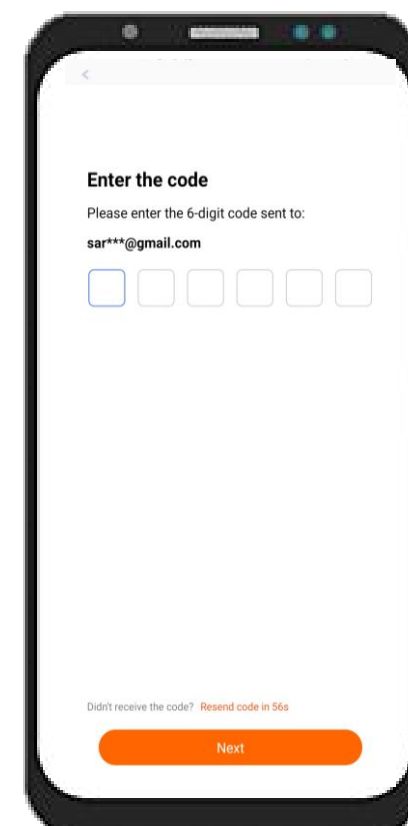 Enter the code
Please enter the 6-digit code sent to:
sar***@gmail.com
Didn't receive the code? Resend code in 56s
Next